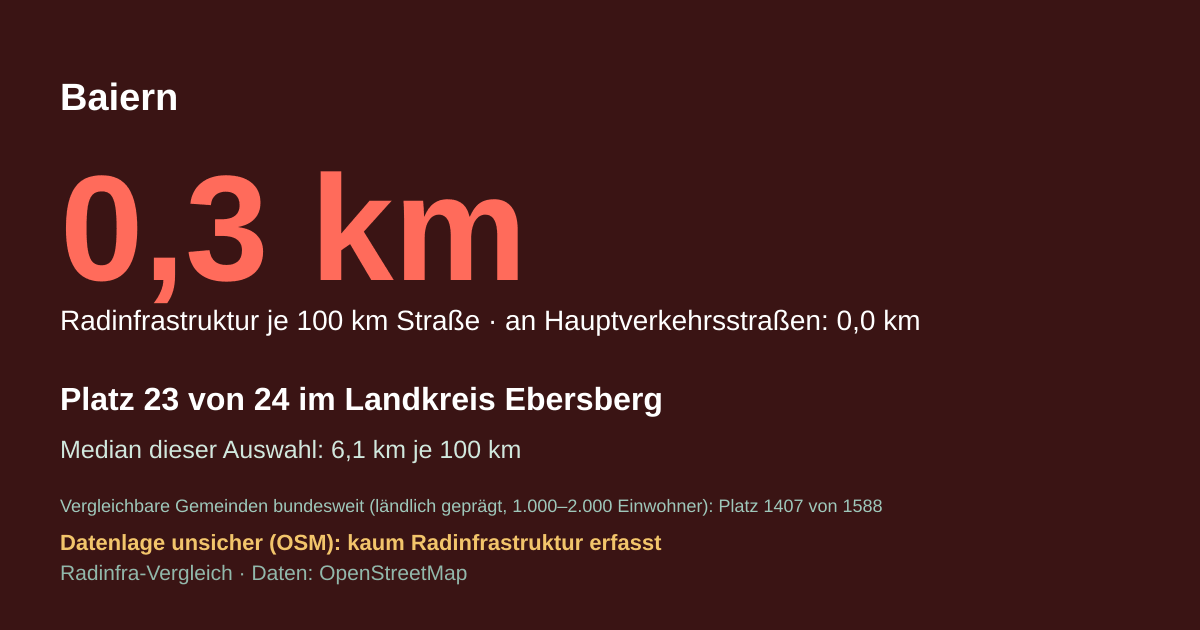 Baiern
0,3 km
Radinfrastruktur je 100 km Straße · an Hauptverkehrsstraßen: 0,0 km
Platz 23 von 24 im Landkreis Ebersberg
Median dieser Auswahl: 6,1 km je 100 km
Vergleichbare Gemeinden bundesweit (ländlich geprägt, 1.000–2.000 Einwohner): Platz 1407 von 1588
Datenlage unsicher (OSM): kaum Radinfrastruktur erfasst
Radinfra-Vergleich · Daten: OpenStreetMap